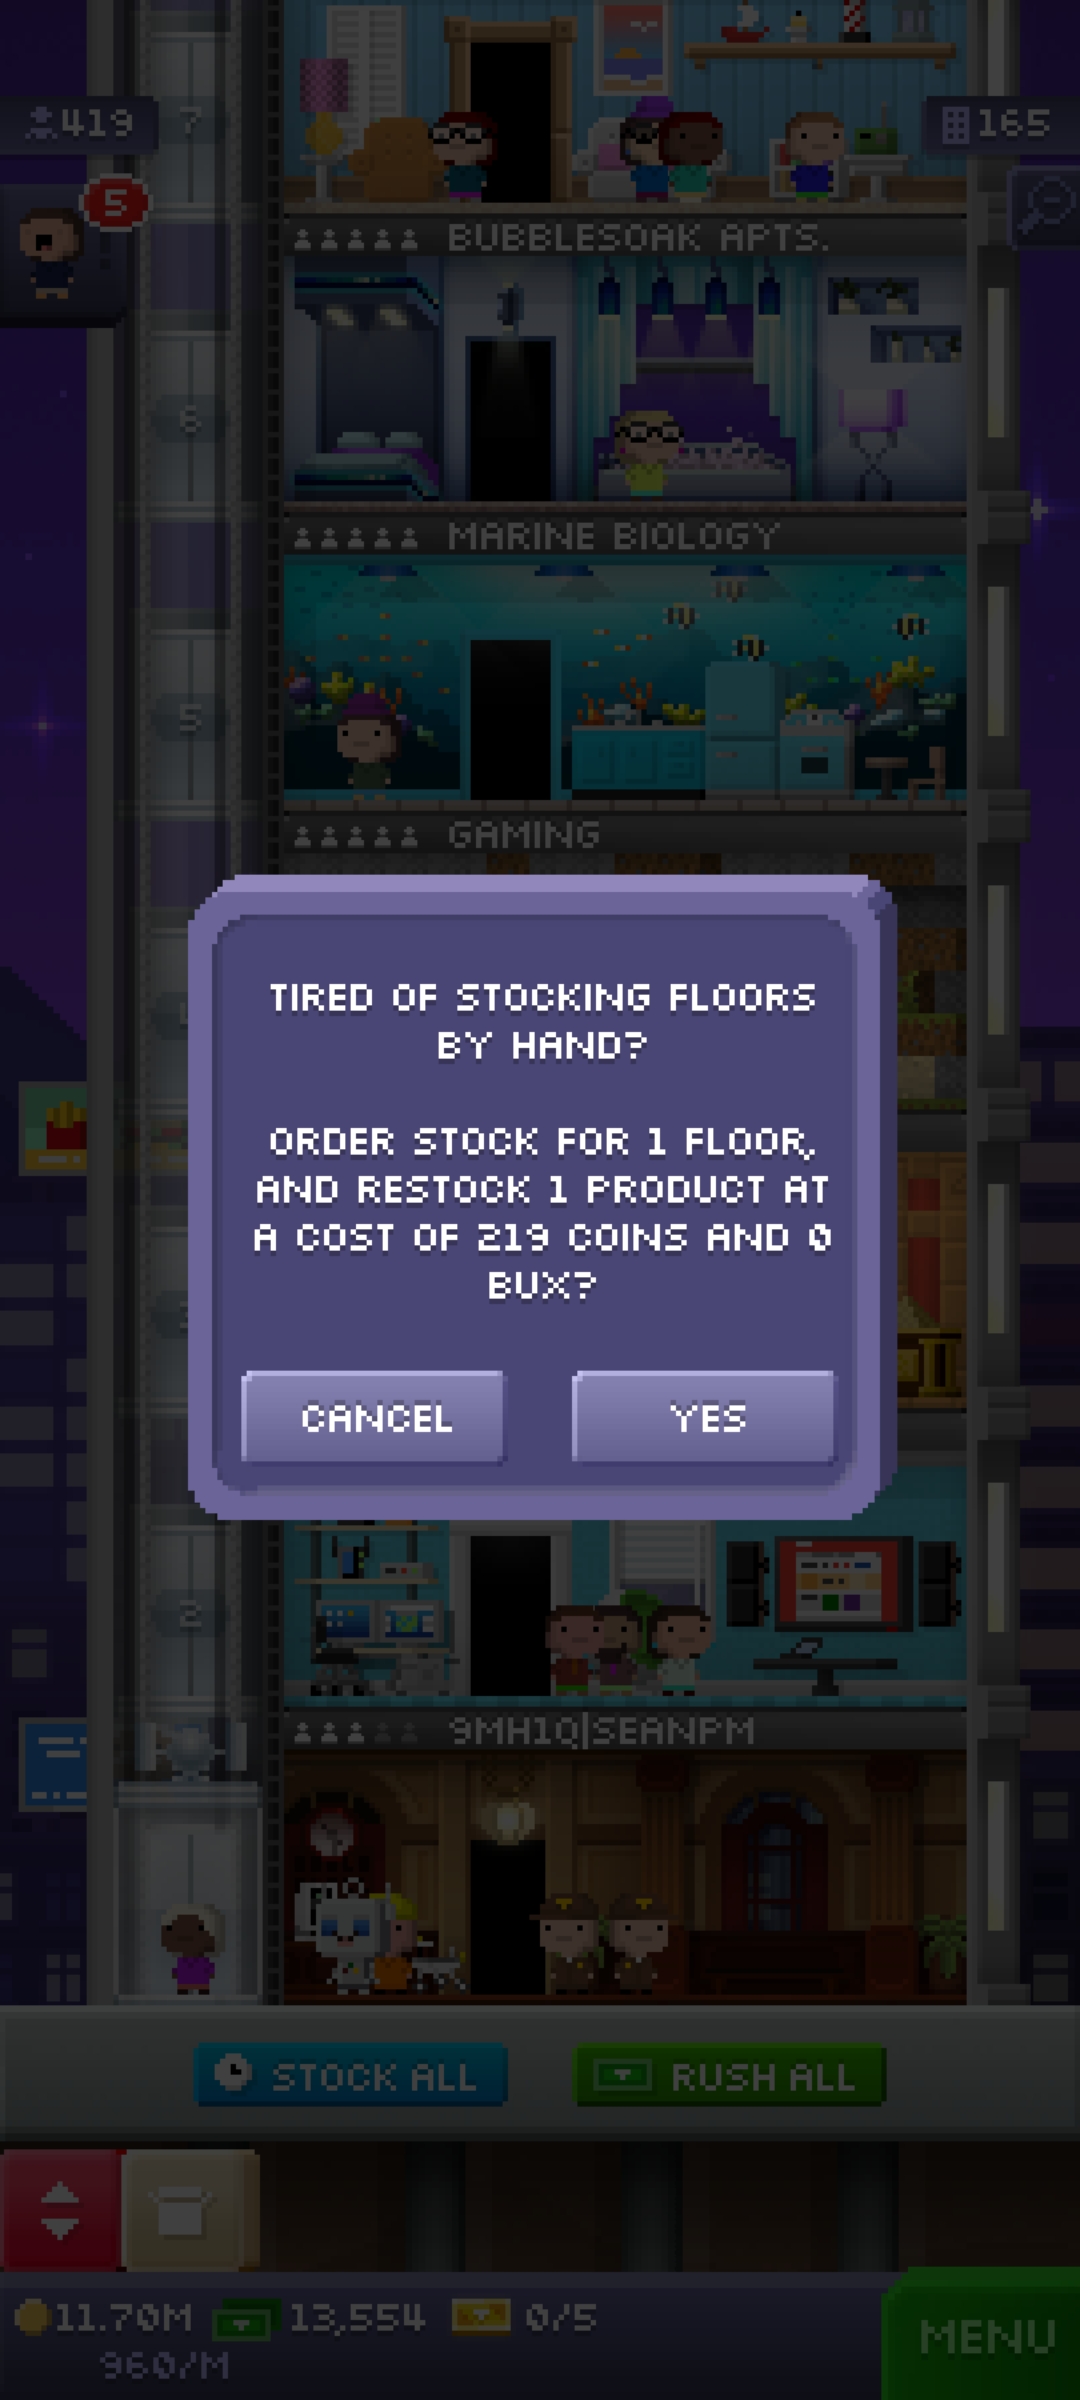 7
419
165
5
BUBBLESOAK APTS.
6
MARINE BIOLOGY
5
GAMING
TIRED OF STOCKING FLOORS
BY HAND?
ORDER STOCK FOR 1 FLOOR,
AND RESTOCK 1 PRODUCT AT
A COST OF 219 COINS AND 0
BUX?
CANCEL
YES
2
9MH1Q|SEANPM
STOCK ALL
RUSH ALL
11.70M
13,554
0/5
960/M
MENU